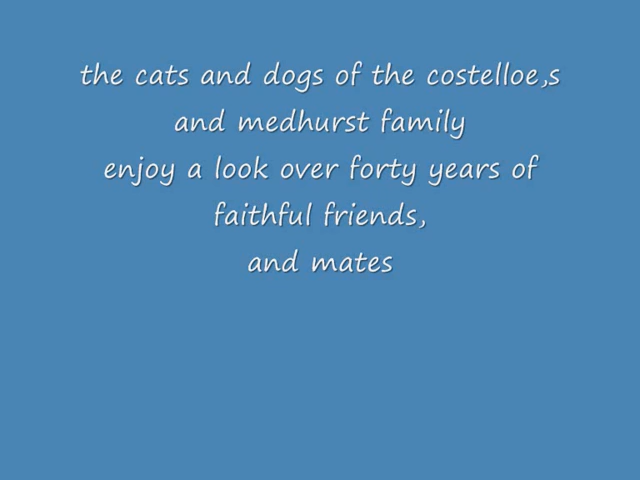 the cats and dogs of the costelloe,s
and medhurst family
enjoy a look over forty years of
faithful friends,
and mates